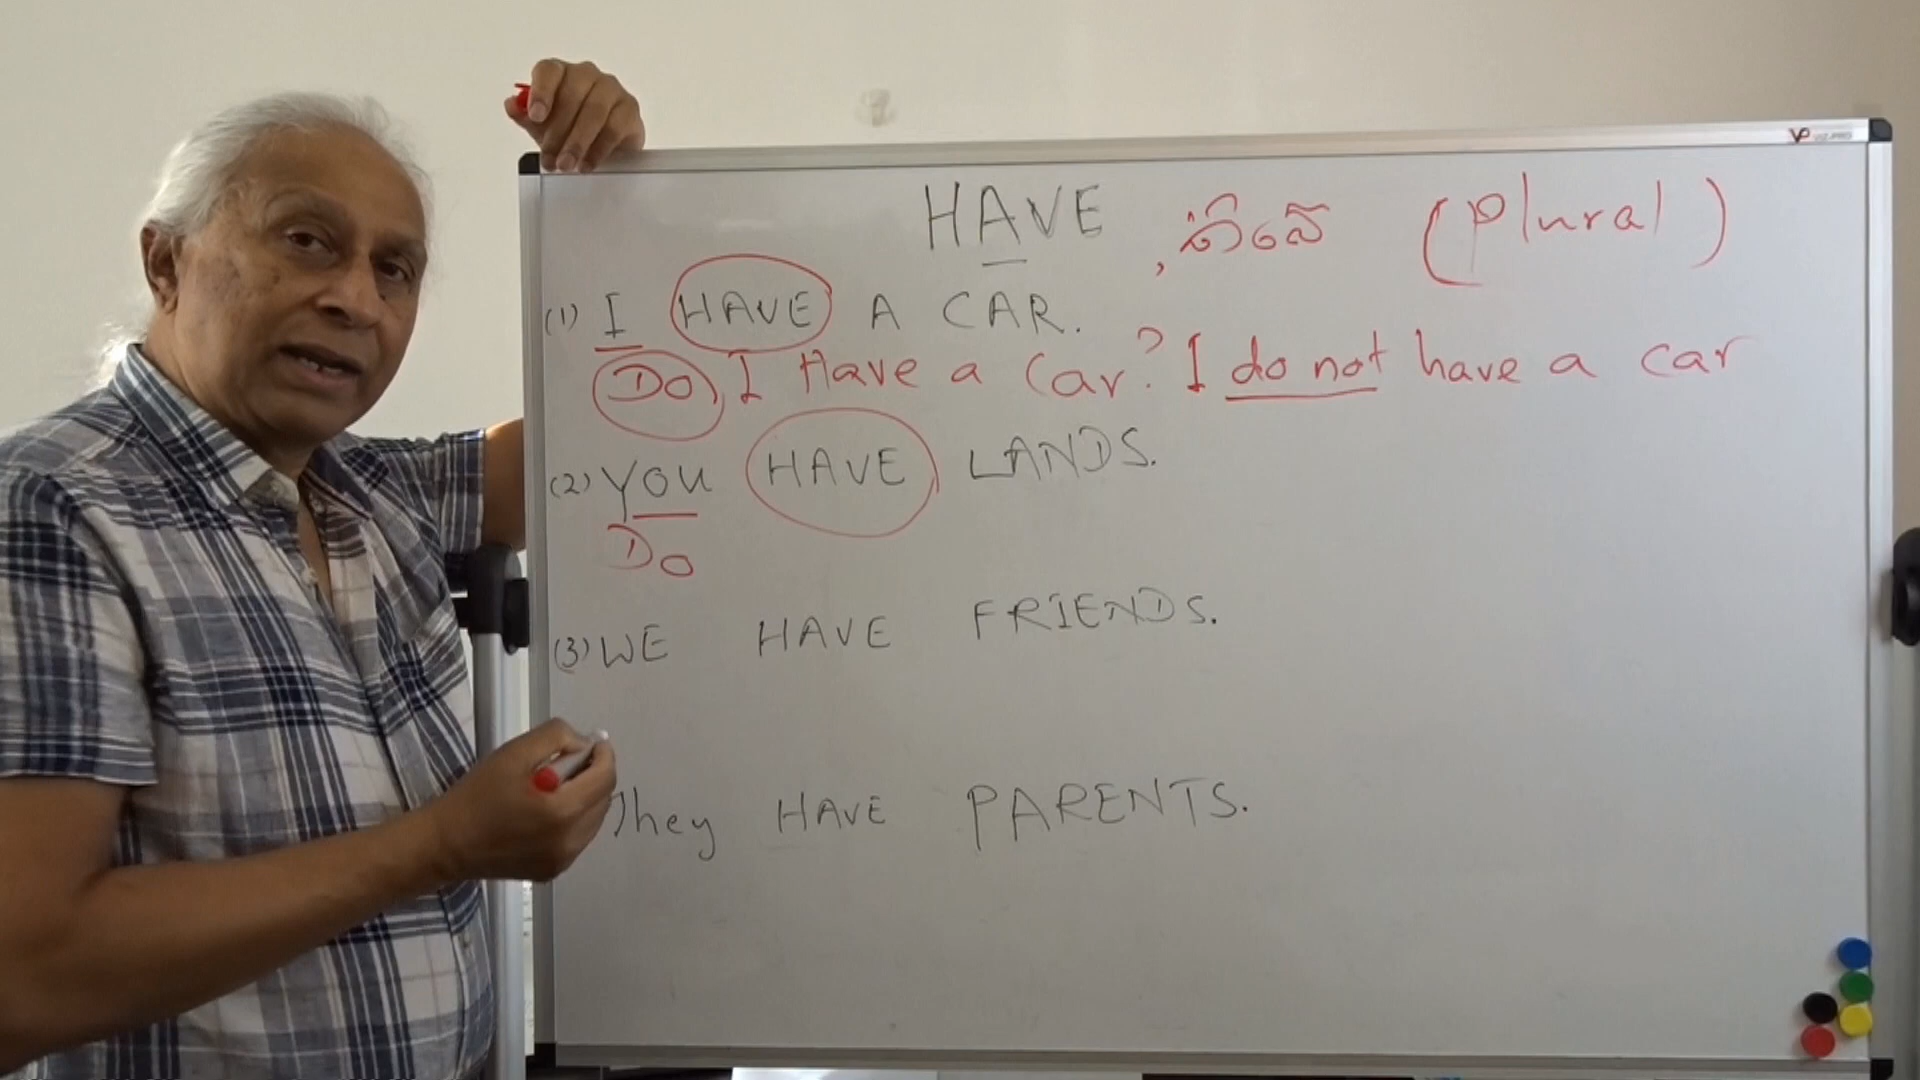 HAVE , තිබේ (Plural)
(1) I HAVE A CAR.
Do I Have a Car? I do not have a car
(2) YOU HAVE LANDS.
Do
(3) WE HAVE FRIENDS.
They HAVE PARENTS.